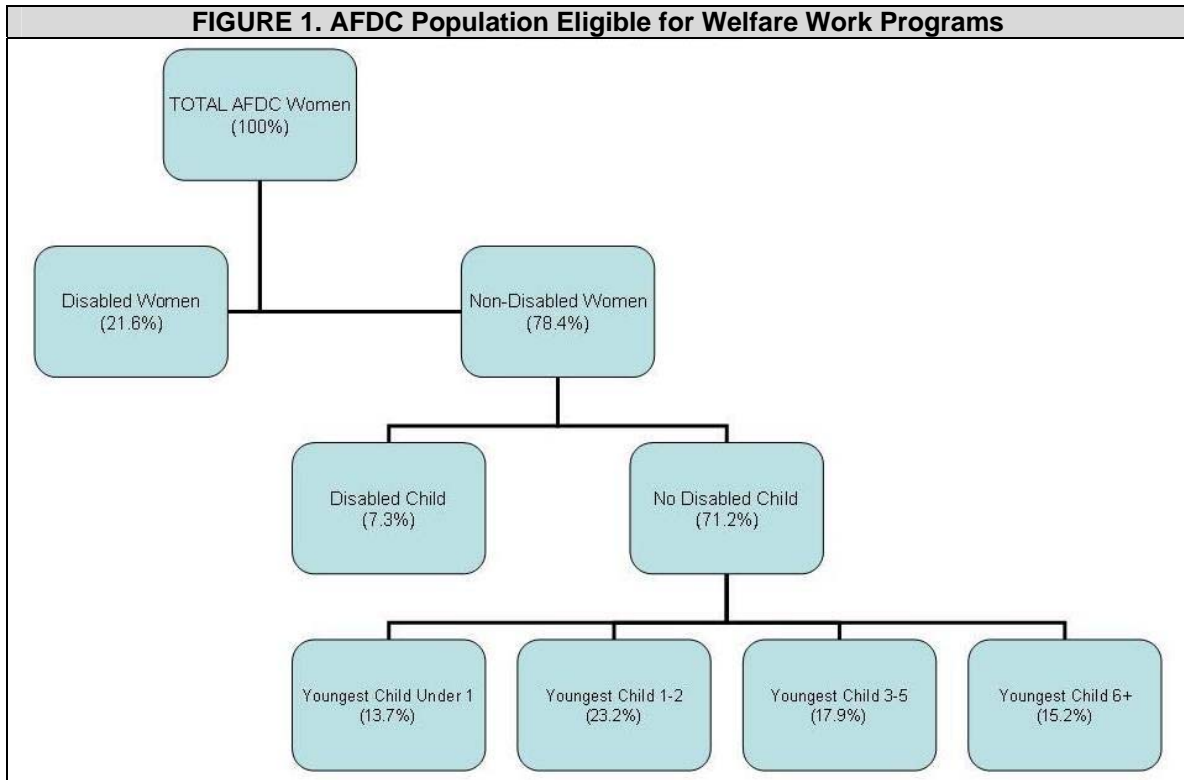 FIGURE 1. AFDC Population Eligible for Welfare Work Programs
TOTAL AFDC Women
(100%)
Disabled Women
(21.6%)
Non-Disabled Women
(78.4%)
Disabled Child
(7.3%)
No Disabled Child
(71.2%)
Youngest Child Under 1
(13.7%)
Youngest Child 1-2
(23.2%)
Youngest Child 3-5
(17.9%)
Youngest Child 6+
(15.2%)